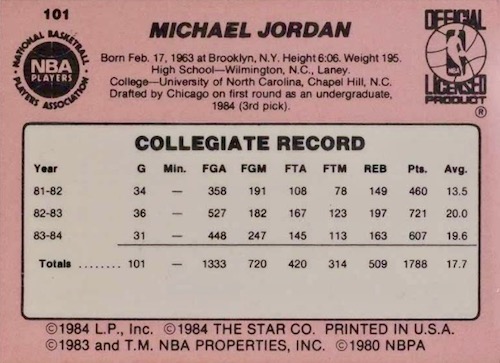 101
MICHAEL JORDAN
OFFICIAL
NBA
LICENSED
PRODUCT
®
NATIONAL BASKETBALL
NBA
PLAYERS
PLAYERS ASSOCIATION
Born Feb. 17, 1963 at Brooklyn, N.Y. Height 6:06. Weight 195.
High School—Wilmington, N.C., Laney.
College—University of North Carolina, Chapel Hill, N.C.
Drafted by Chicago on first round as an undergraduate,
1984 (3rd pick).
COLLEGIATE RECORD
Year G Min. FGA FGM FTA FTM REB Pts. Avg.
81-82 34 — 358 191 108 78 149 460 13.5
82-83 36 — 527 182 167 123 197 721 20.0
83-84 31 — 448 247 145 113 163 607 19.6
Totals ........ 101 — 1333 720 420 314 509 1788 17.7
©1984 L.P., Inc. ©1984 THE STAR CO. PRINTED IN U.S.A.
©1983 and T.M. NBA PROPERTIES, INC. ©1980 NBPA